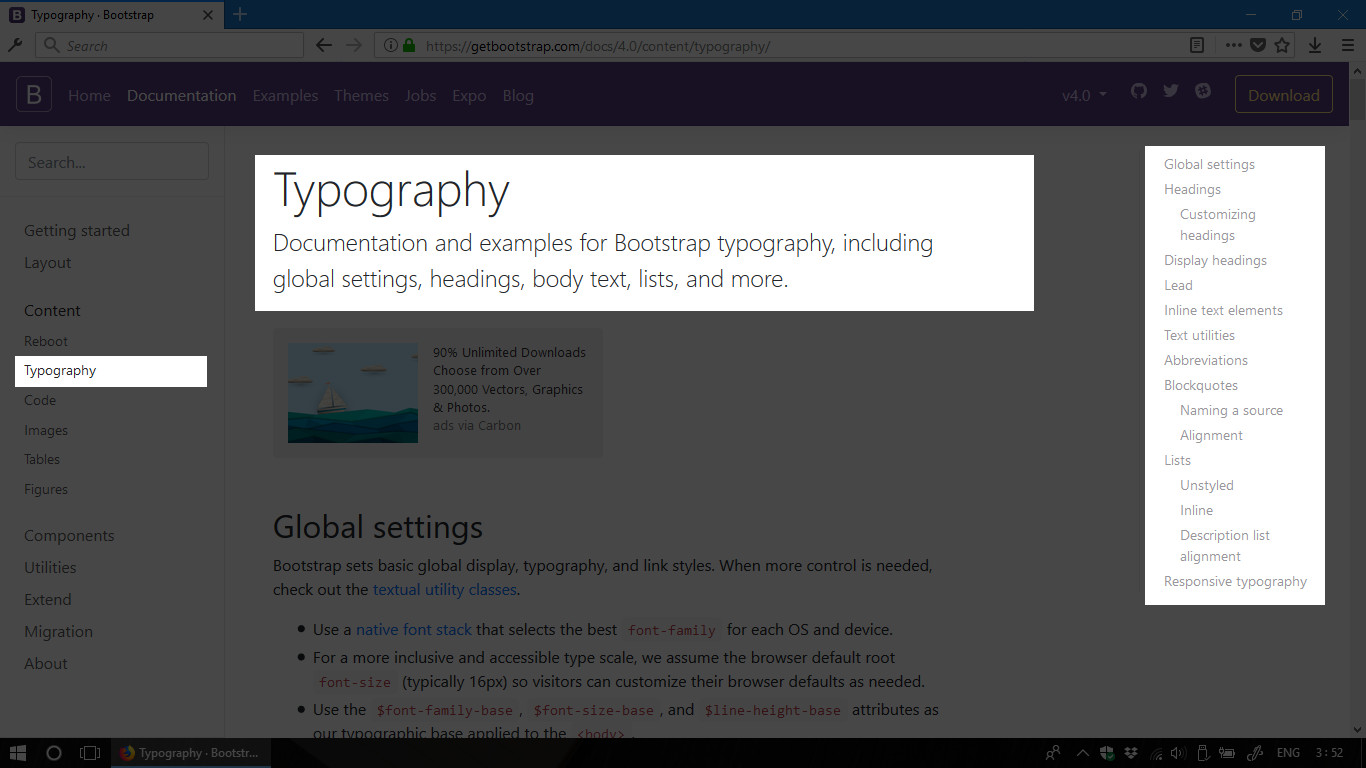 Typography · Bootstrap
Search
https://getbootstrap.com/docs/4.0/content/typography/
B Home Documentation Examples Themes Jobs Expo Blog v4.0 Download
Search...
Getting started
Layout
Content
Reboot
Typography
Code
Images
Tables
Figures
Components
Utilities
Extend
Migration
About
Typography
Documentation and examples for Bootstrap typography, including
global settings, headings, body text, lists, and more.
90% Unlimited Downloads
Choose from Over
300,000 Vectors, Graphics
& Photos.
ads via Carbon
Global settings
Bootstrap sets basic global display, typography, and link styles. When more control is needed,
check out the textual utility classes.
Use a native font stack that selects the best font-family for each OS and device.
For a more inclusive and accessible type scale, we assume the browser default root
font-size (typically 16px) so visitors can customize their browser defaults as needed.
Use the $font-family-base, $font-size-base, and $line-height-base attributes as
our typographic base applied to the <body>.
Global settings
Headings
Customizing
headings
Display headings
Lead
Inline text elements
Text utilities
Abbreviations
Blockquotes
Naming a source
Alignment
Lists
Unstyled
Inline
Description list
alignment
Responsive typography
Typography · Bootstr...
ENG 3:52